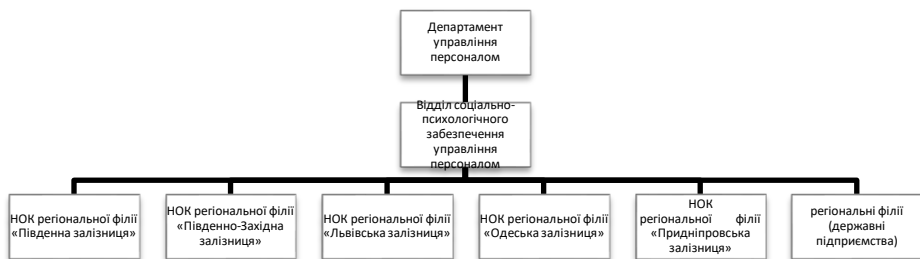 Департамент
управління
персоналом
Відділ соціально-
психологічного
забезпечення
управління
персоналом
НОК регіональної філії
«Південна залізниця»
НОК регіональної філії
«Південно-Західна
залізниця»
НОК регіональної філії
«Львівська залізниця»
НОК регіональної філії
«Одеська залізниця»
НОК
регіональної філії
«Придніпровська
залізниця»
регіональні філії
(державні
підприємства)